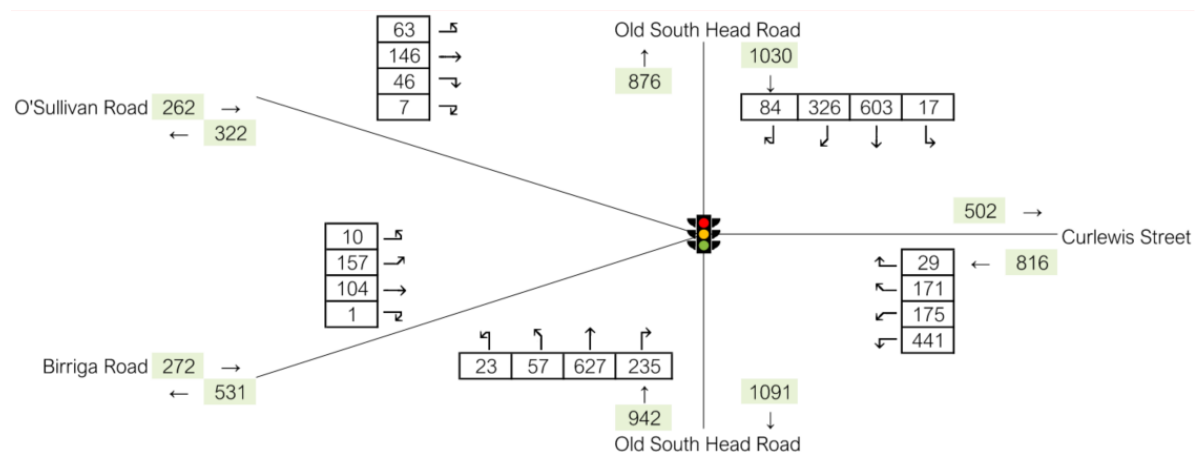 63
146
46
7
Old South Head Road
876
1030
84 326 603 17
O'Sullivan Road 262
322
10
157
104
1
502
Curlewis Street
816
29
171
175
441
Birriga Road 272
531
23 57 627 235
942
1091
Old South Head Road